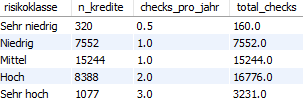 risikoklasse n_kredite checks_pro_jahr total_checks
Sehr niedrig 320 0.5 160.0
Niedrig 7552 1.0 7552.0
Mittel 15244 1.0 15244.0
Hoch 8388 2.0 16776.0
Sehr hoch 1077 3.0 3231.0